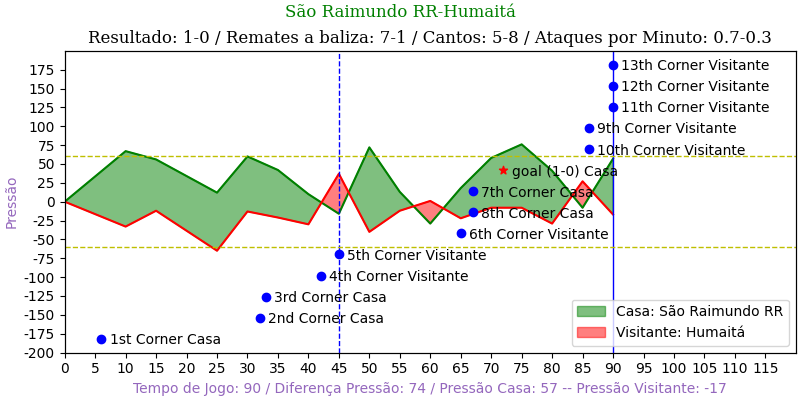 São Raimundo RR-Humaitá
Resultado: 1-0 / Remates a baliza: 7-1 / Cantos: 5-8 / Ataques por Minuto: 0.7-0.3
Pressão
175
150
125
100
75
50
25
0
-25
-50
-75
-100
-125
-150
-175
-200
13th Corner Visitante
12th Corner Visitante
11th Corner Visitante
9th Corner Visitante
10th Corner Visitante
goal (1-0) Casa
7th Corner Casa
8th Corner Casa
6th Corner Visitante
5th Corner Visitante
4th Corner Visitante
3rd Corner Casa
2nd Corner Casa
1st Corner Casa
Casa: São Raimundo RR
Visitante: Humaitá
0 5 10 15 20 25 30 35 40 45 50 55 60 65 70 75 80 85 90 95 100 105 110 115
Tempo de Jogo: 90 / Diferença Pressão: 74 / Pressão Casa: 57 -- Pressão Visitante: -17